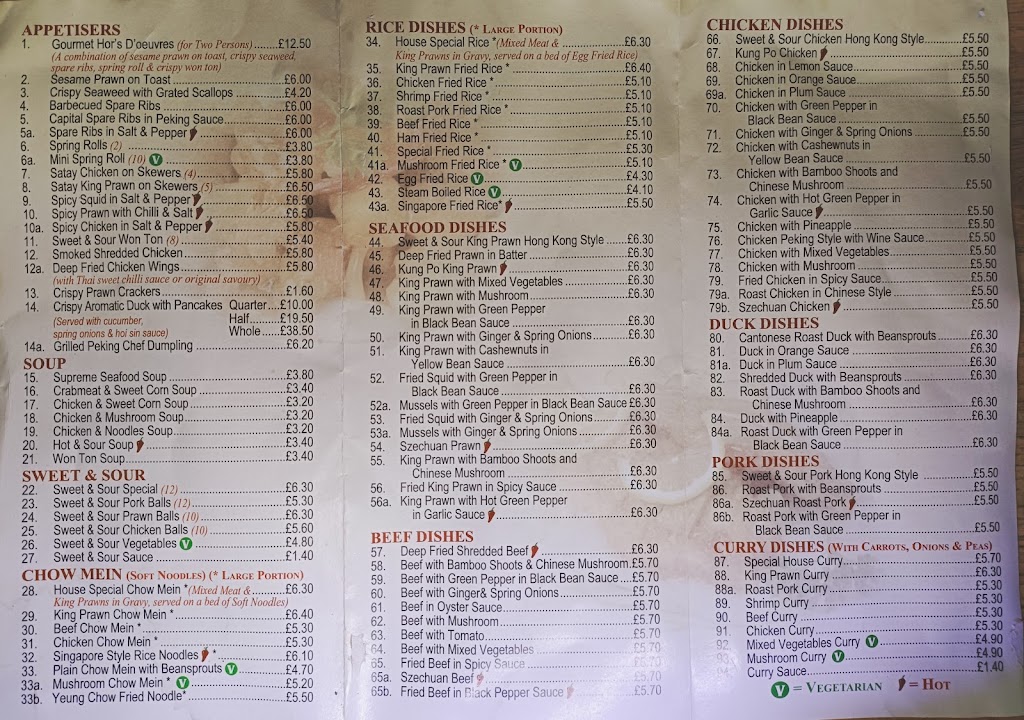 APPETISERS
1. Gourmet Hor's D'oeuvres (for Two Persons)........£12.50
(A combination of sesame prawn on toast, crispy seaweed,
spare ribs, spring roll & crispy won ton)
2. Sesame Prawn on Toast ........ £6.00
3. Crispy Seaweed with Grated Scallops ........ £4.20
4. Barbecued Spare Ribs ........ £6.00
5. Capital Spare Ribs in Peking Sauce ........ £6.00
5a. Spare Ribs in Salt & Pepper ........ £6.00
6. Spring Rolls (2) ........ £3.80
6a. Mini Spring Roll (10) V ........ £3.80
7. Satay Chicken on Skewers (4) ........ £5.80
8. Satay King Prawn on Skewers (5) ........ £6.50
9. Spicy Squid in Salt & Pepper ........ £6.50
10. Spicy Prawn with Chilli & Salt ........ £6.50
10a. Spicy Chicken in Salt & Pepper ........ £5.80
11. Sweet & Sour Won Ton (8) ........ £5.40
12. Smoked Shredded Chicken ........ £5.80
12a. Deep Fried Chicken Wings ........ £5.80
(with Thai sweet chilli sauce or original savoury)
13. Crispy Prawn Crackers ........ £1.60
14. Crispy Aromatic Duck with Pancakes Quarter....£10.00
(Served with cucumber, Half........£19.50
spring onions & hoi sin sauce) Whole......£38.50
14a. Grilled Peking Chef Dumpling ........ £6.20
SOUP
15. Supreme Seafood Soup ........ £3.80
16. Crabmeat & Sweet Corn Soup ........ £3.40
17. Chicken & Sweet Corn Soup ........ £3.20
18. Chicken & Mushroom Soup ........ £3.20
19. Chicken & Noodles Soup ........ £3.20
20. Hot & Sour Soup ........ £3.40
21. Won Ton Soup ........ £3.40
SWEET & SOUR
22. Sweet & Sour Special (12) ........ £6.30
23. Sweet & Sour Pork Balls (12) ........ £5.30
24. Sweet & Sour Prawn Balls (10) ........ £6.30
25. Sweet & Sour Chicken Balls (10) ........ £5.60
26. Sweet & Sour Vegetables V ........ £4.80
27. Sweet & Sour Sauce ........ £1.40
CHOW MEIN (SOFT NOODLES) (* LARGE PORTION)
28. House Special Chow Mein *(Mixed Meat & ........ £6.30
King Prawns in Gravy, served on a bed of Soft Noodles)
29. King Prawn Chow Mein * ........ £6.40
30. Beef Chow Mein * ........ £5.30
31. Chicken Chow Mein * ........ £5.30
32. Singapore Style Rice Noodles * ........ £6.10
33. Plain Chow Mein with Beansprouts V ........ £4.70
33a. Mushroom Chow Mein * V ........ £5.20
33b. Yeung Chow Fried Noodle* ........ £5.50
RICE DISHES (* LARGE PORTION)
34. House Special Rice *(Mixed Meat & ........ £6.30
King Prawns in Gravy, served on a bed of Egg Fried Rice)
35. King Prawn Fried Rice * ........ £6.40
36. Chicken Fried Rice * ........ £5.10
37. Shrimp Fried Rice * ........ £5.10
38. Roast Pork Fried Rice * ........ £5.10
39. Beef Fried Rice * ........ £5.10
40. Ham Fried Rice * ........ £5.10
41. Special Fried Rice * ........ £5.30
41a. Mushroom Fried Rice * V ........ £5.10
42. Egg Fried Rice V ........ £4.30
43. Steam Boiled Rice V ........ £4.10
43a. Singapore Fried Rice* ........ £5.50
SEAFOOD DISHES
44. Sweet & Sour King Prawn Hong Kong Style ........ £6.30
45. Deep Fried Prawn in Batter ........ £6.30
46. Kung Po King Prawn ........ £6.30
47. King Prawn with Mixed Vegetables ........ £6.30
48. King Prawn with Mushroom ........ £6.30
49. King Prawn with Green Pepper
in Black Bean Sauce ........ £6.30
50. King Prawn with Ginger & Spring Onions ........ £6.30
51. King Prawn with Cashewnuts in
Yellow Bean Sauce ........ £6.30
52. Fried Squid with Green Pepper in
Black Bean Sauce ........ £6.30
52a. Mussels with Green Pepper in Black Bean Sauce £6.30
53. Fried Squid with Ginger & Spring Onions ........ £6.30
53a. Mussels with Ginger & Spring Onions ........ £6.30
54. Szechuan Prawn ........ £6.30
55. King Prawn with Bamboo Shoots and
Chinese Mushroom ........ £6.30
56. Fried King Prawn in Spicy Sauce ........ £6.30
56a. King Prawn with Hot Green Pepper
in Garlic Sauce ........ £6.30
BEEF DISHES
57. Deep Fried Shredded Beef ........ £6.30
58. Beef with Bamboo Shoots & Chinese Mushroom.£5.70
59. Beef with Green Pepper in Black Bean Sauce ....£5.70
60. Beef with Ginger& Spring Onions ........ £5.70
61. Beef in Oyster Sauce ........ £5.70
62. Beef with Mushroom ........ £5.70
63. Beef with Tomato ........ £5.70
64. Beef with Mixed Vegetables ........ £5.70
65. Fried Beef in Spicy Sauce ........ £5.70
65a. Szechuan Beef ........ £5.70
65b. Fried Beef in Black Pepper Sauce ........ £5.70
CHICKEN DISHES
66. Sweet & Sour Chicken Hong Kong Style ........ £5.50
67. Kung Po Chicken ........ £5.50
68. Chicken in Lemon Sauce ........ £5.50
69. Chicken in Orange Sauce ........ £5.50
69a. Chicken in Plum Sauce ........ £5.50
70. Chicken with Green Pepper in
Black Bean Sauce ........ £5.50
71. Chicken with Ginger & Spring Onions ........ £5.50
72. Chicken with Cashewnuts in
Yellow Bean Sauce ........ £5.50
73. Chicken with Bamboo Shoots and
Chinese Mushroom ........ £5.50
74. Chicken with Hot Green Pepper in
Garlic Sauce ........ £5.50
75. Chicken with Pineapple ........ £5.50
76. Chicken Peking Style with Wine Sauce ........ £5.50
77. Chicken with Mixed Vegetables ........ £5.50
78. Chicken with Mushroom ........ £5.50
79. Fried Chicken in Spicy Sauce ........ £5.50
79a. Roast Chicken in Chinese Style ........ £5.50
79b. Szechuan Chicken ........ £5.50
DUCK DISHES
80. Cantonese Roast Duck with Beansprouts ........ £6.30
81. Duck in Orange Sauce ........ £6.30
81a. Duck in Plum Sauce ........ £6.30
82. Shredded Duck with Beansprouts ........ £6.30
83. Roast Duck with Bamboo Shoots and
Chinese Mushroom ........ £6.30
84. Duck with Pineapple ........ £6.30
84a. Roast Duck with Green Pepper in
Black Bean Sauce ........ £6.30
PORK DISHES
85. Sweet & Sour Pork Hong Kong Style ........ £5.50
86. Roast Pork with Beansprouts ........ £5.50
86a. Szechuan Roast Pork ........ £5.50
86b. Roast Pork with Green Pepper in
Black Bean Sauce ........ £5.50
CURRY DISHES (WITH CARROTS, ONIONS & PEAS)
87. Special House Curry ........ £5.70
88. King Prawn Curry ........ £6.30
88a. Roast Pork Curry ........ £5.30
89. Shrimp Curry ........ £5.30
90. Beef Curry ........ £5.30
91. Chicken Curry ........ £5.30
92. Mixed Vegetables Curry V ........ £4.90
93. Mushroom Curry V ........ £4.90
Curry Sauce ........ £1.40
V = VEGETARIAN = HOT